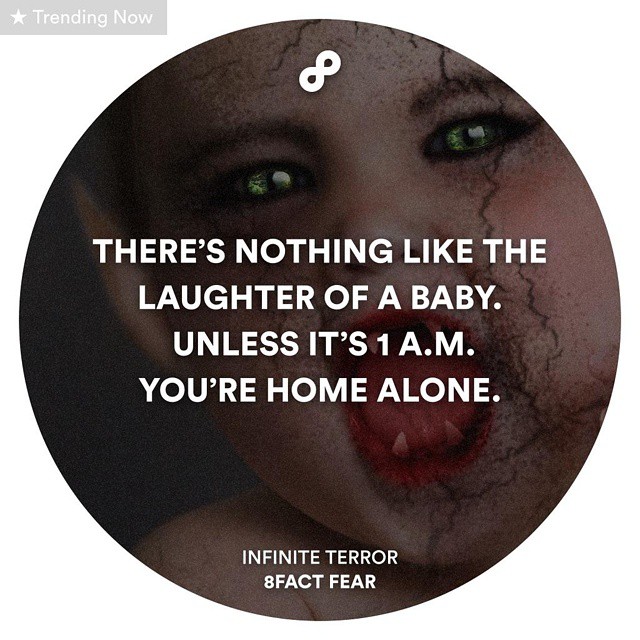 ★ Trending Now
THERE'S NOTHING LIKE THE
LAUGHTER OF A BABY.
UNLESS IT'S 1 A.M.
YOU'RE HOME ALONE.
INFINITE TERROR
8FACT FEAR